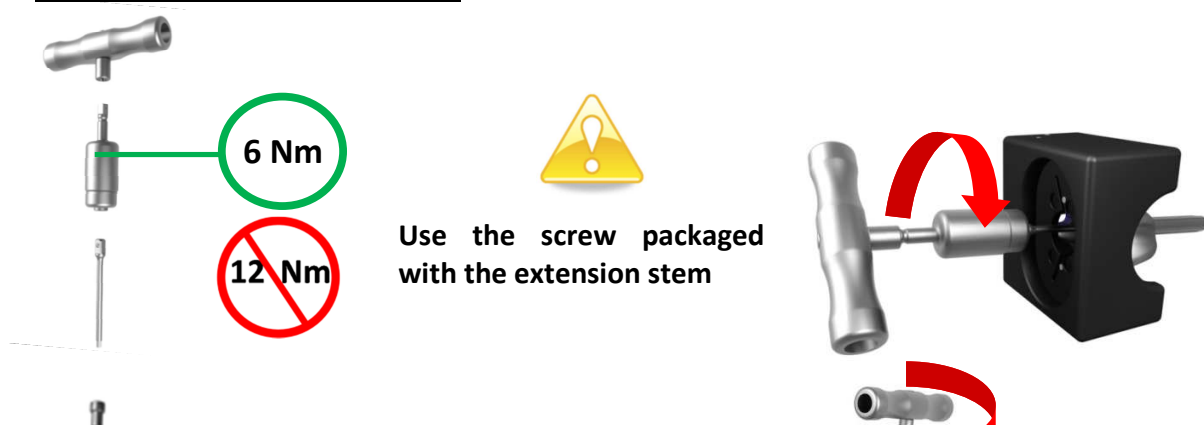 6 Nm
12 Nm
Use the screw packaged
with the extension stem